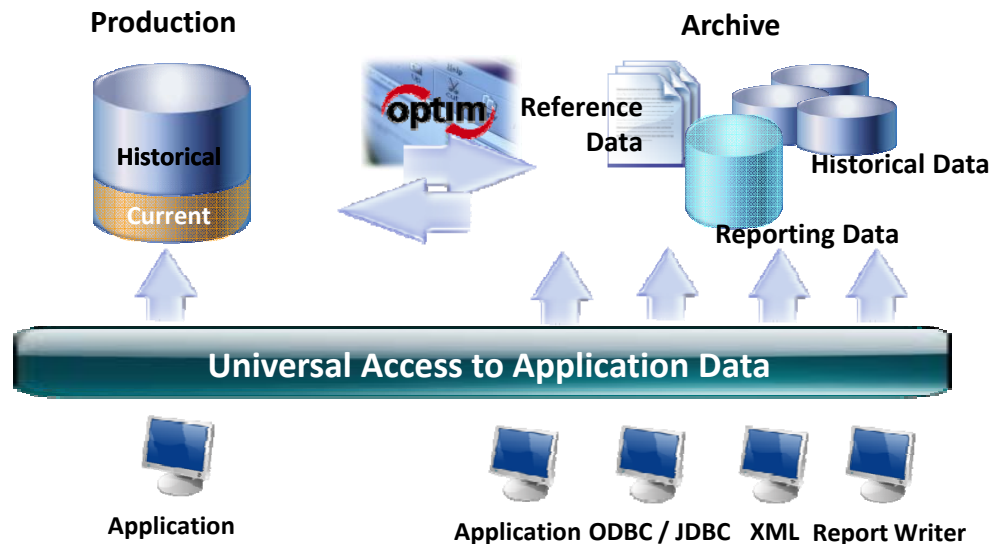 Production
Archive
optim
Reference
Data
Historical
Historical Data
Current
Reporting Data
Universal Access to Application Data
Application
Application
ODBC / JDBC
XML
Report Writer